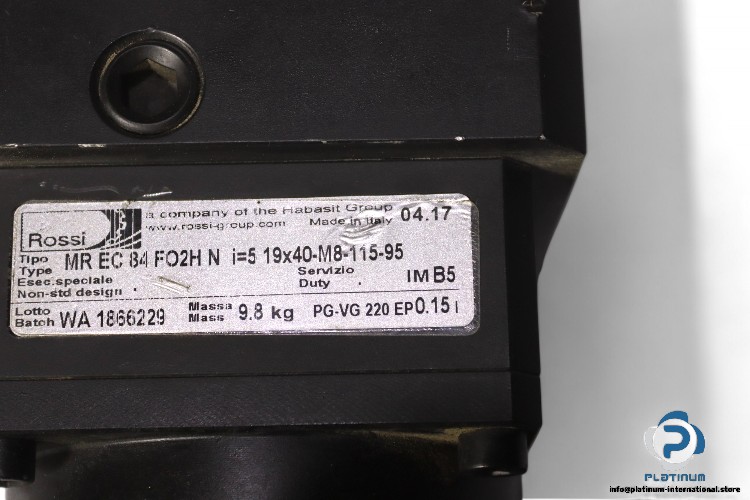 Rossi
a company of the Habasit Group
www.rossi-group.com Made in Italy 04.17
Tipo
Type MR EC 84 FO2H N i=5 19x40-M8-115-95
Esec.speciale
Non-std design .
Servizio
Duty . IM B5
Lotto
Batch WA 1866229
Massa
Mass 9.8 kg PG-VG 220 EP 0.15 l
PLATINUM
info@platinum-international.store